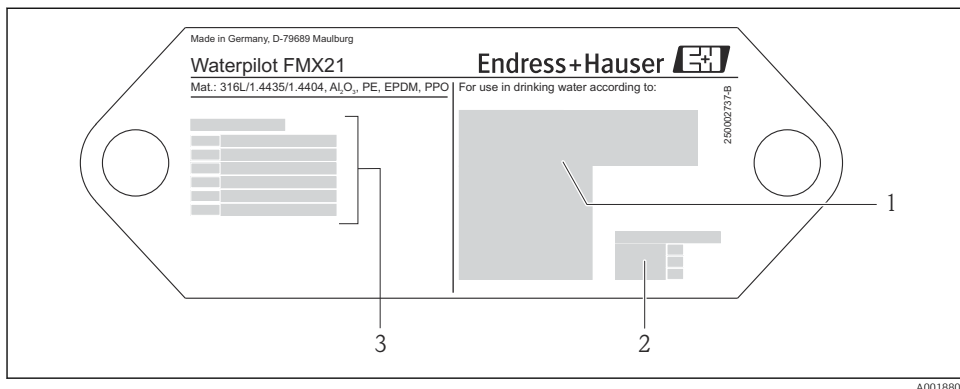 Made in Germany, D-79689 Maulburg
Waterpilot FMX21
Endress+Hauser
Mat.: 316L/1.4435/1.4404, Al₂O₃, PE, EPDM, PPO
For use in drinking water according to:
250002737-B
1
2
3
A001880